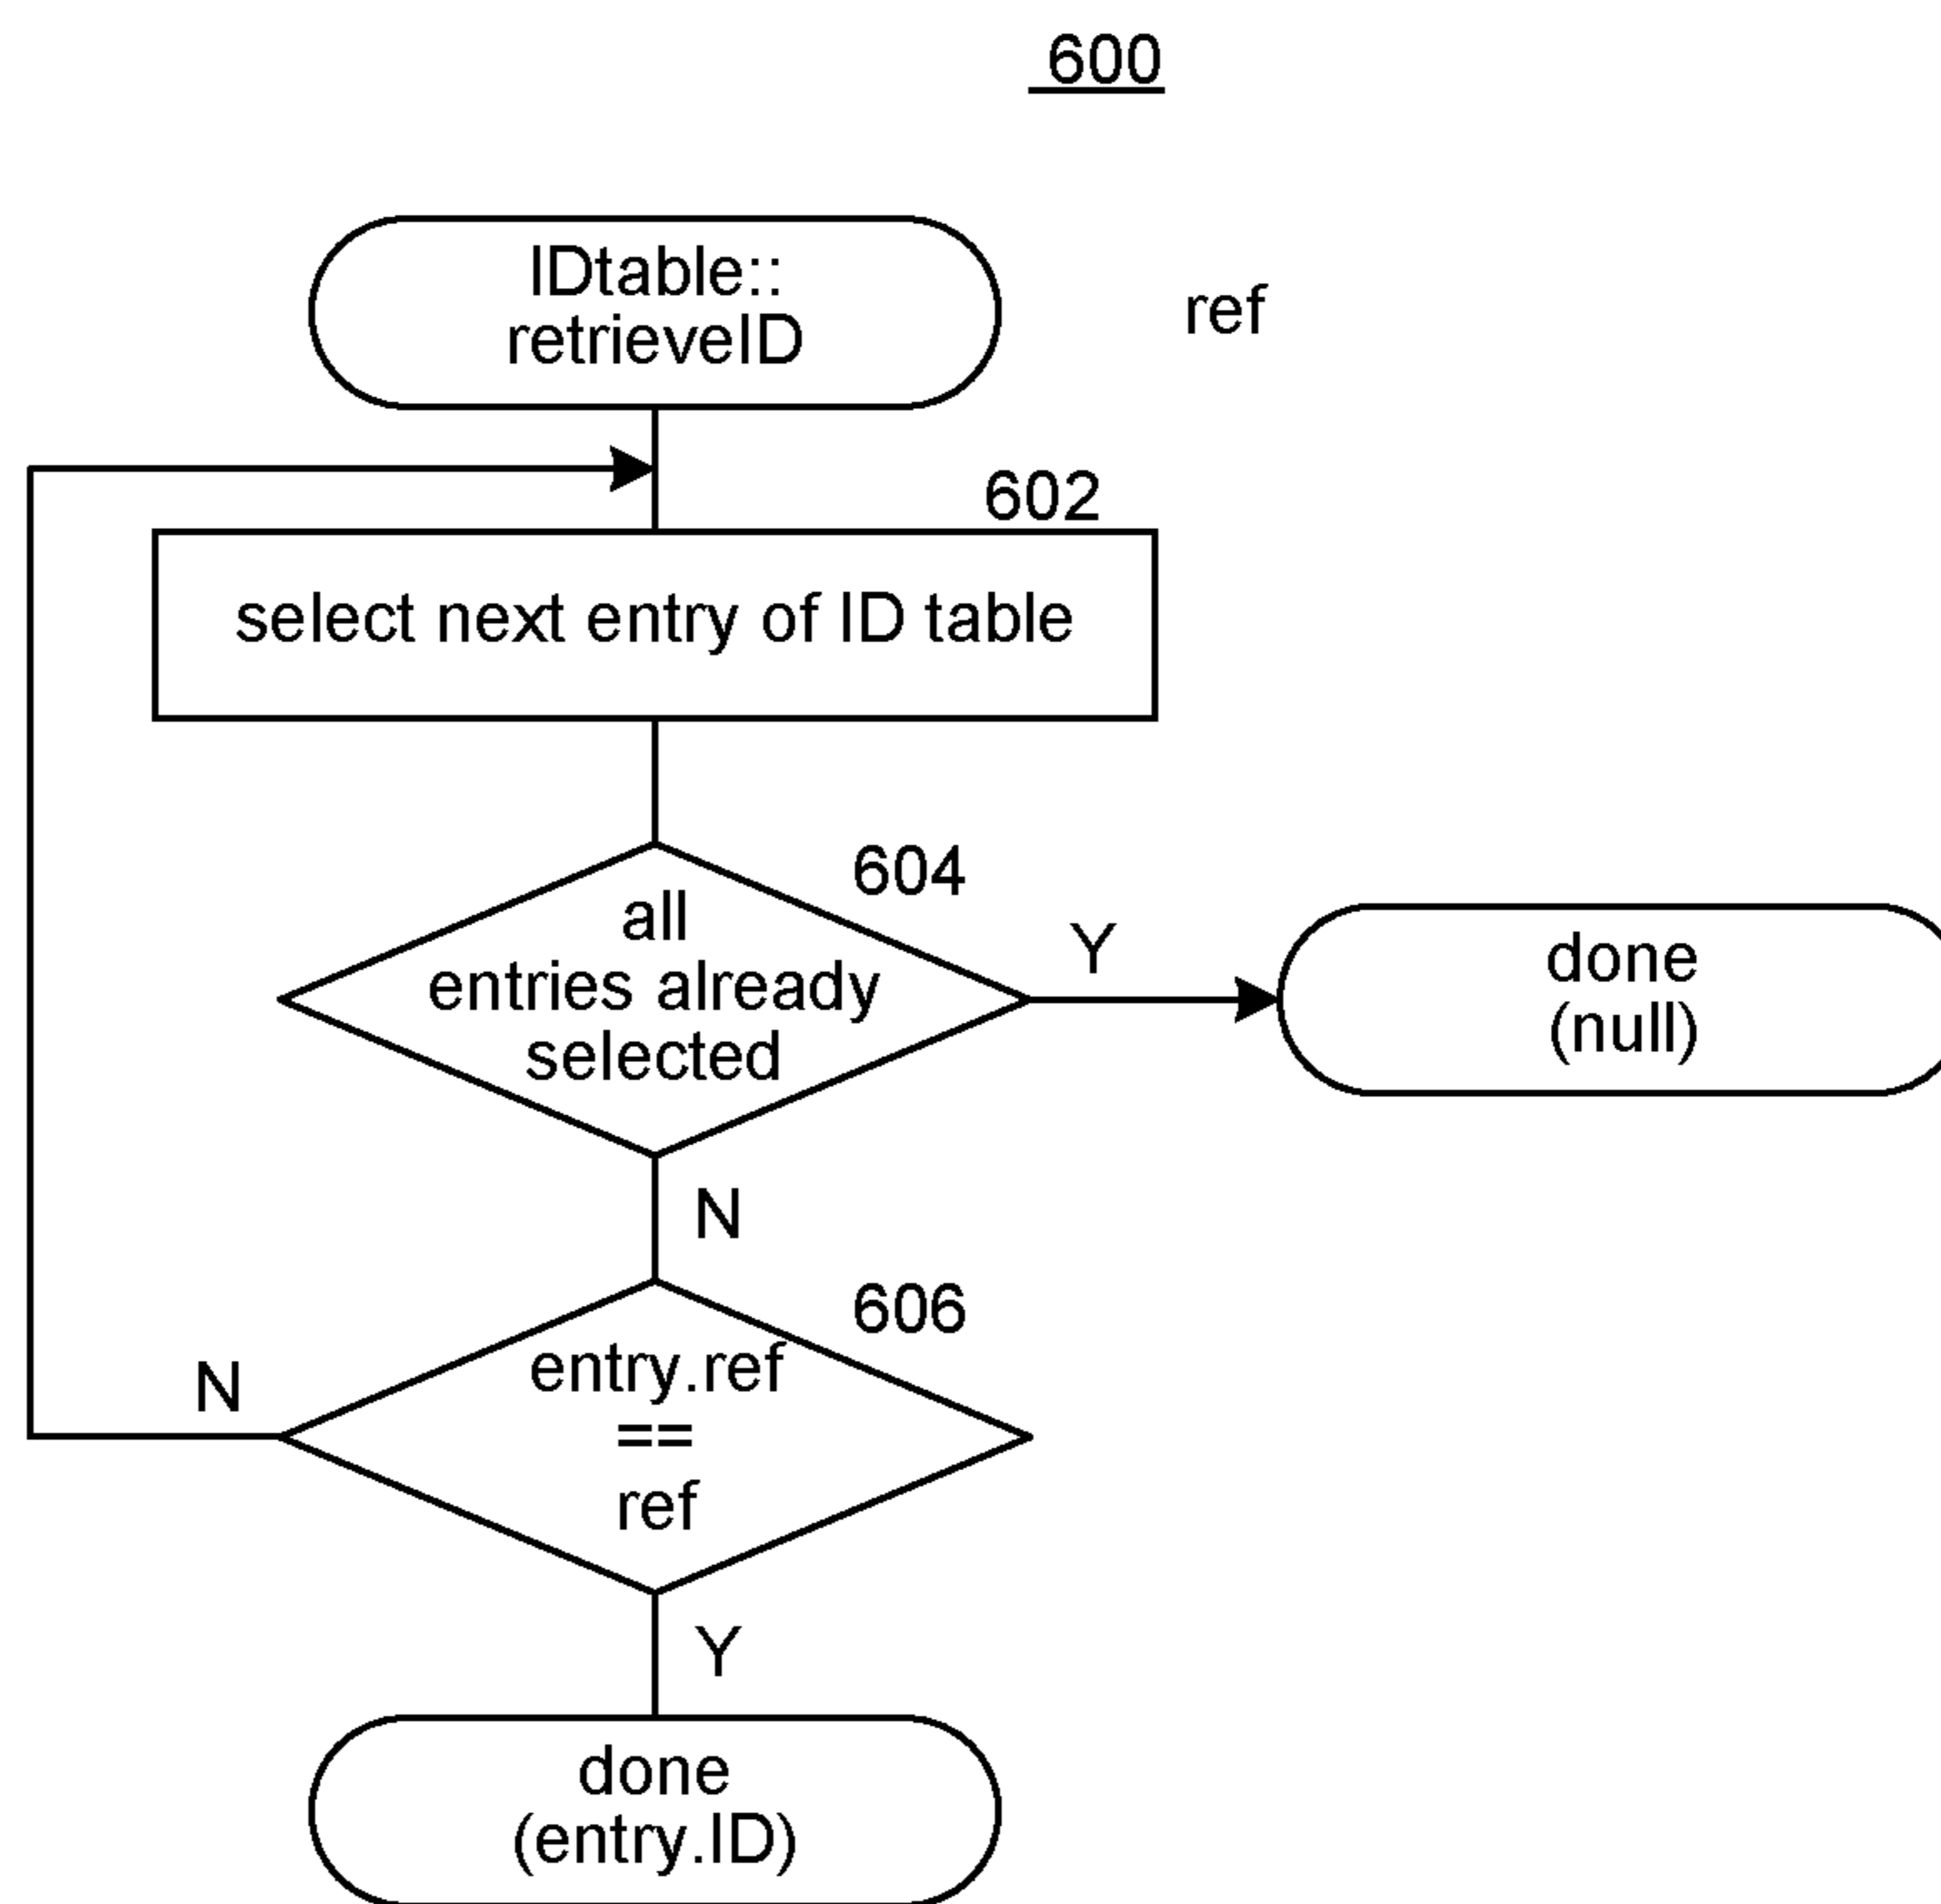 600
IDtable::
retrieveID
ref
602
select next entry of ID table
604
all
entries already
selected
Y
done
(null)
N
606
entry.ref
==
ref
N
Y
done
(entry.ID)